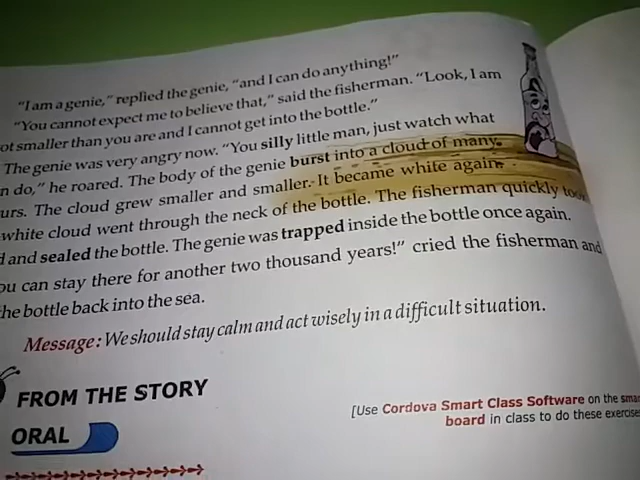 "I am a genie," replied the genie, "and I can do anything!"
"You cannot expect me to believe that," said the fisherman. "Look, I am
ot smaller than you are and I cannot get into the bottle."
The genie was very angry now. "You silly little man, just watch what
n do," he roared. The body of the genie burst into a cloud of many
urs. The cloud grew smaller and smaller. It became white again.
white cloud went through the neck of the bottle. The fisherman quickly too
d and sealed the bottle. The genie was trapped inside the bottle once again.
ou can stay there for another two thousand years!" cried the fisherman and
the bottle back into the sea.
Message: We should stay calm and act wisely in a difficult situation.
FROM THE STORY
ORAL
[Use Cordova Smart Class Software on the smar
board in class to do these exercise